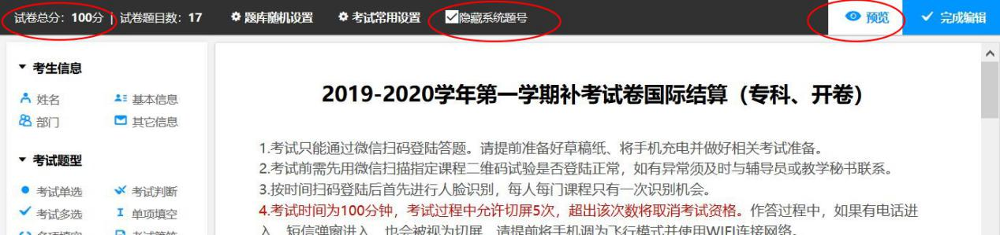 试卷总分：100分 | 试卷题目数：17 题库随机设置 考试常用设置 隐藏系统题号 预览 完成编辑
考生信息
姓名 基本信息
部门 其它信息
考试题型
考试单选 考试判断
考试多选 单项填空
多项填空 考试简答
2019-2020学年第一学期补考试卷国际结算（专科、开卷）
1.考试只能通过微信扫码登陆答题。请提前准备好草稿纸、将手机充电并做好相关考试准备。
2.考试前需先用微信扫描指定课程二维码试验是否登陆正常，如有异常须及时与辅导员或教学秘书联系。
3.按时间扫码登陆后首先进行人脸识别，每人每门课程只有一次识别机会。
4.考试时间为100分钟，考试过程中允许切屏5次，超出该次数将取消考试资格。作答过程中，如果有电话进
入、短信弹窗进入，也会被视为切屏，请提前将手机调为飞行模式并使用WIFI连接网络。